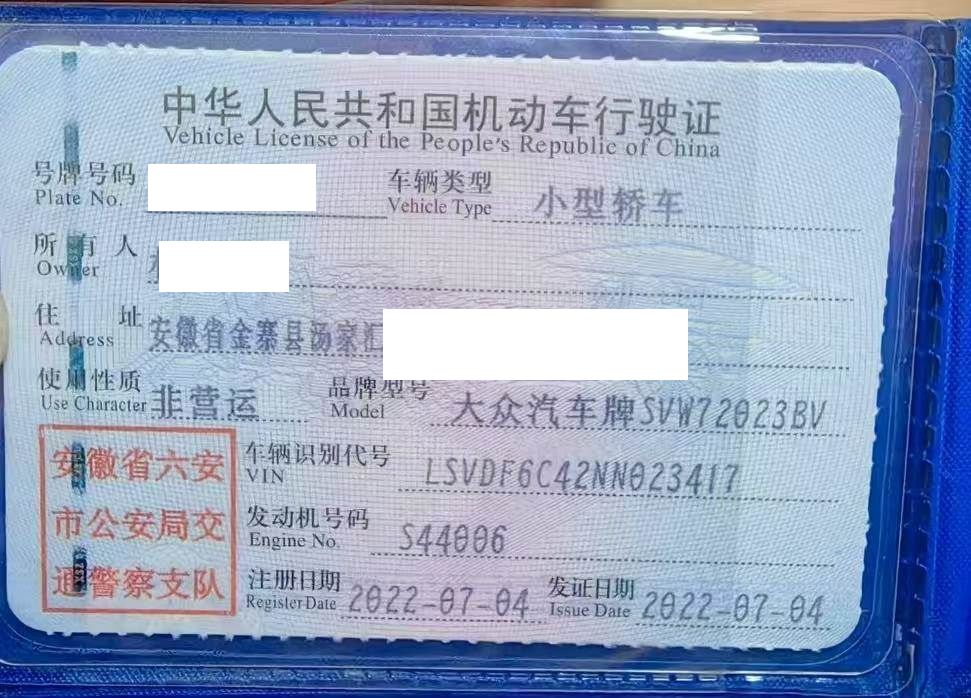 中华人民共和国机动车行驶证
Vehicle License of the People's Republic of China
号牌号码 车辆类型 小型轿车
Plate No. Vehicle Type
所有人
Owner
住址 安徽省金寨县汤家汇
Address
使用性质 非营运 品牌型号 大众汽车牌SVW72023BV
Use Character Model
安徽省六安 车辆识别代号 LSVDF6C42NN023417
VIN
市公安局交 发动机号码 S44006
Engine No.
通警察支队 注册日期 2022-07-04 发证日期 2022-07-04
Register Date Issue Date